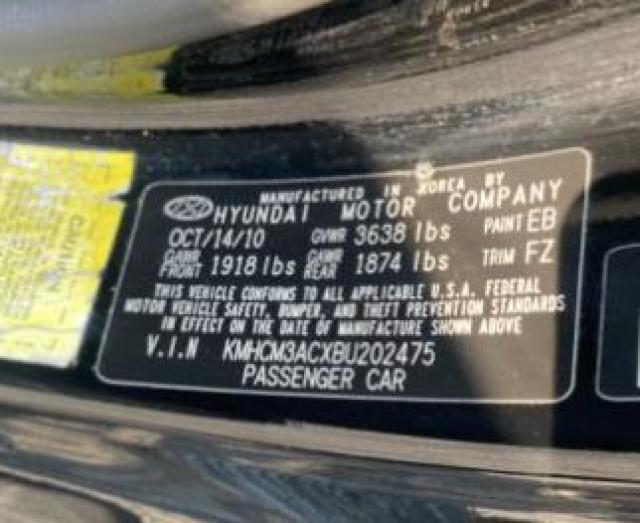 MANUFACTURED IN KOREA BY
HYUNDAI MOTOR COMPANY
OCT/14/10 GVWR 3638 lbs PAINT EB
GAWR FRONT 1918 lbs GAWR REAR 1874 lbs TRIM FZ
THIS VEHICLE CONFORMS TO ALL APPLICABLE U.S.A. FEDERAL
MOTOR VEHICLE SAFETY, BUMPER, AND THEFT PREVENTION STANDARDS
IN EFFECT ON THE DATE OF MANUFACTURE SHOWN ABOVE
V.I.N KMHCM3ACXBU202475
PASSENGER CAR